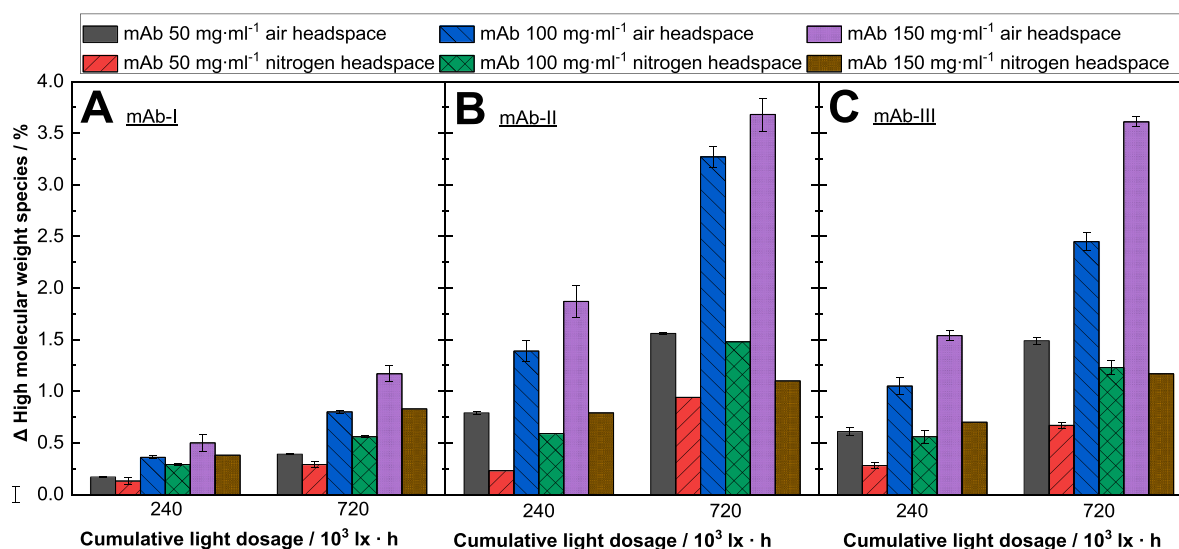 mAb 50 mg·ml⁻¹ air headspace mAb 100 mg·ml⁻¹ air headspace mAb 150 mg·ml⁻¹ air headspace
mAb 50 mg·ml⁻¹ nitrogen headspace mAb 100 mg·ml⁻¹ nitrogen headspace mAb 150 mg·ml⁻¹ nitrogen headspace
Δ High molecular weight species / %
4.0
3.5
3.0
2.5
2.0
1.5
1.0
0.5
0.0
A mAb-I
B mAb-II
C mAb-III
240 720 240 720 240 720
Cumulative light dosage / 10³ lx · h Cumulative light dosage / 10³ lx · h Cumulative light dosage / 10³ lx · h